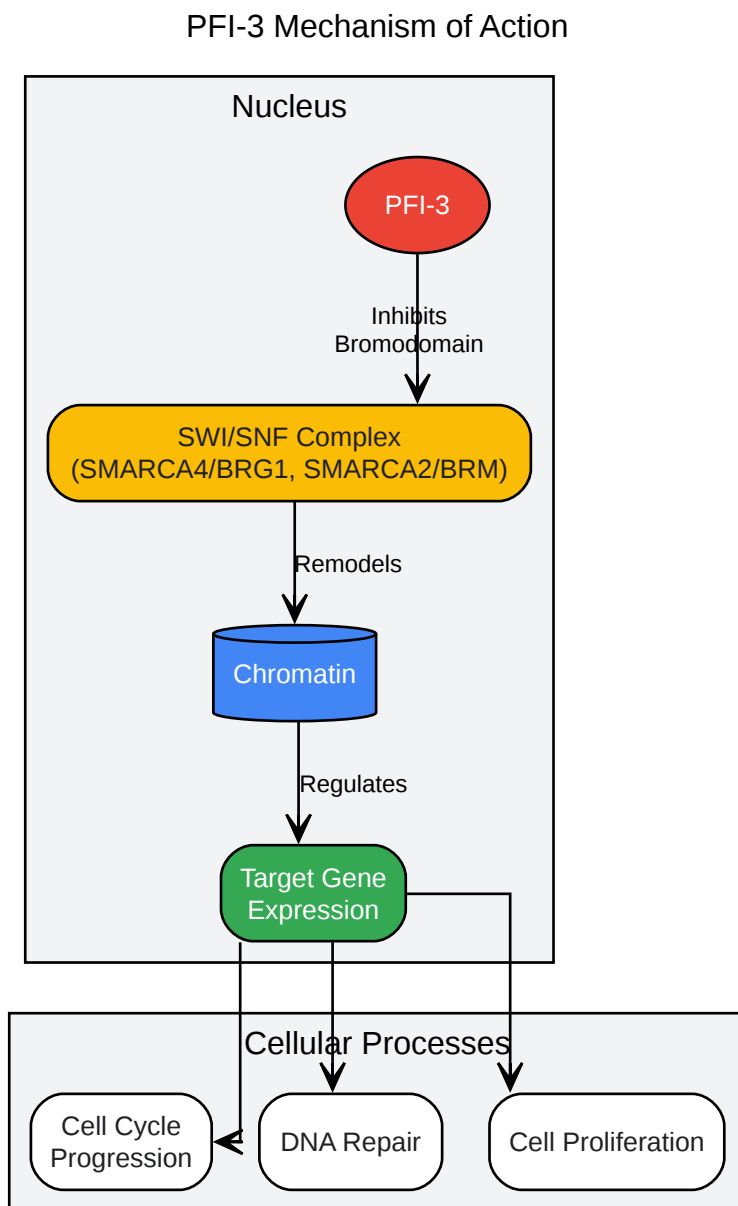 PFI-3 Mechanism of Action
Nucleus
PFI-3
Inhibits
Bromodomain
SWI/SNF Complex
(SMARCA4/BRG1, SMARCA2/BRM)
Remodels
Chromatin
Regulates
Target Gene
Expression
Cellular Processes
Cell Cycle
Progression
DNA Repair
Cell Proliferation